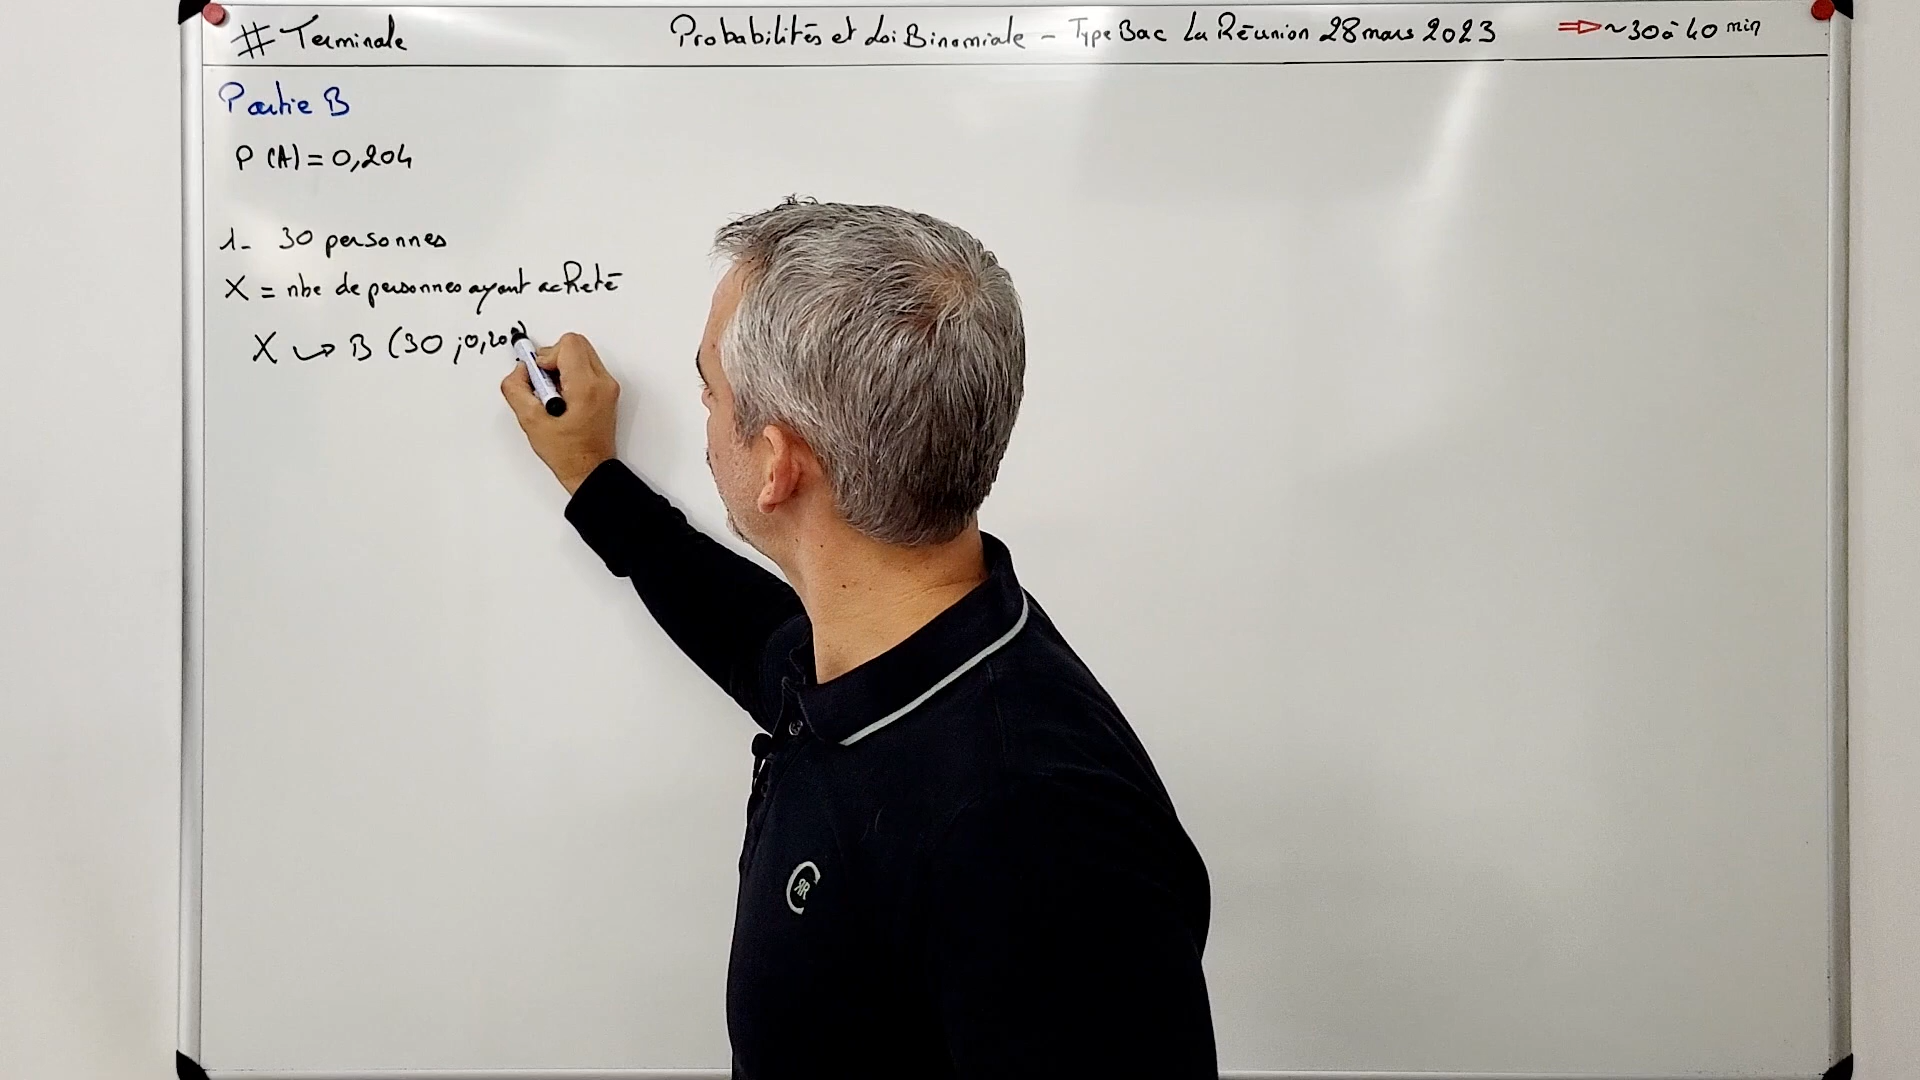 # Terminale
Probabilités et Loi Binomiale - Type Bac La Réunion 28 mars 2023
⇒ ~30 à 40 min
Partie B
P(A) = 0,204
1- 30 personnes
X = nbe de personnes ayant acheté
X ↪ B (30 ; 0,20